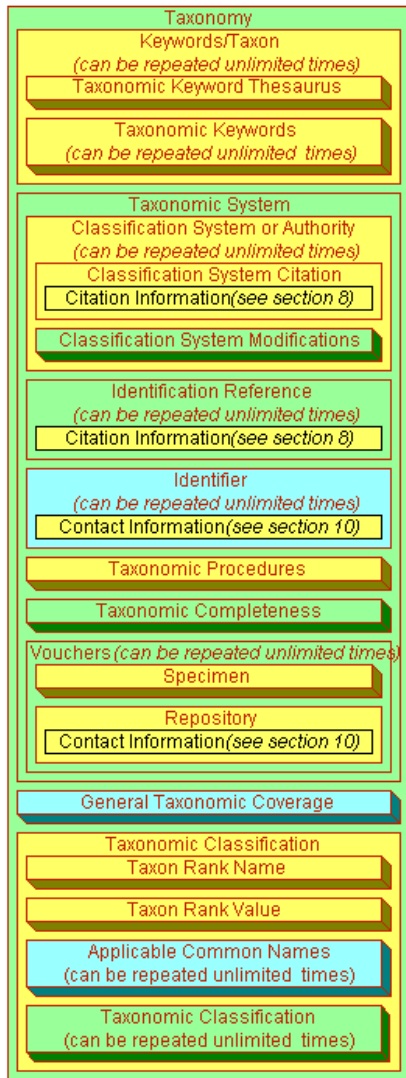 Taxonomy
Keywords/Taxon
(can be repeated unlimited times)
Taxonomic Keyword Thesaurus
Taxonomic Keywords
(can be repeated unlimited times)
Taxonomic System
Classification System or Authority
(can be repeated unlimited times)
Classification System Citation
Citation Information(see section 8)
Classification System Modifications
Identification Reference
(can be repeated unlimited times)
Citation Information(see section 8)
Identifier
(can be repeated unlimited times)
Contact Information(see section 10)
Taxonomic Procedures
Taxonomic Completeness
Vouchers(can be repeated unlimited times)
Specimen
Repository
Contact Information(see section 10)
General Taxonomic Coverage
Taxonomic Classification
Taxon Rank Name
Taxon Rank Value
Applicable Common Names
(can be repeated unlimited times)
Taxonomic Classification
(can be repeated unlimited times)